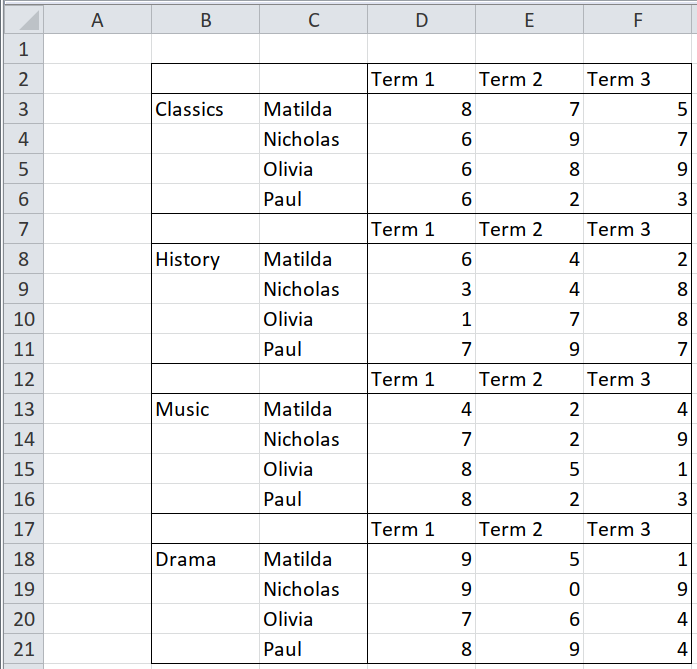 A B C D E F
1
2 Term 1 Term 2 Term 3
3 Classics Matilda 8 7 5
4 Nicholas 6 9 7
5 Olivia 6 8 9
6 Paul 6 2 3
7 Term 1 Term 2 Term 3
8 History Matilda 6 4 2
9 Nicholas 3 4 8
10 Olivia 1 7 8
11 Paul 7 9 7
12 Term 1 Term 2 Term 3
13 Music Matilda 4 2 4
14 Nicholas 7 2 9
15 Olivia 8 5 1
16 Paul 8 2 3
17 Term 1 Term 2 Term 3
18 Drama Matilda 9 5 1
19 Nicholas 9 0 9
20 Olivia 7 6 4
21 Paul 8 9 4